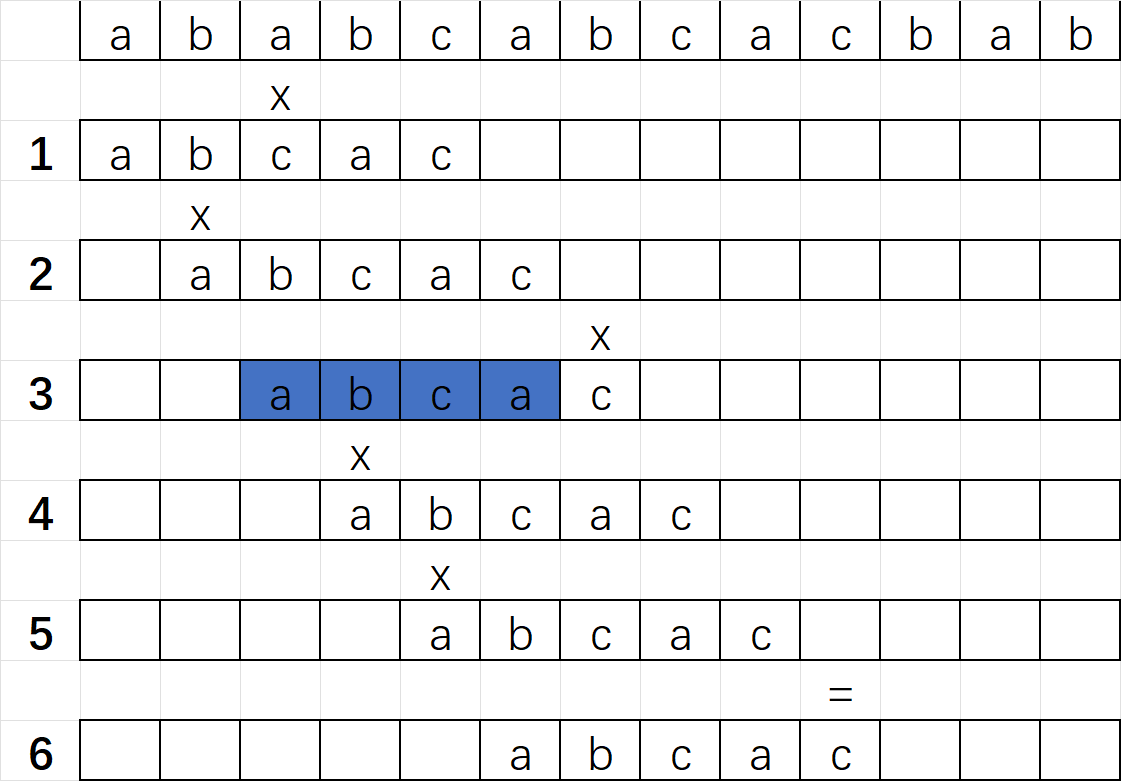 a b a b c a b c a c b a b
x
1 a b c a c
x
2 a b c a c
x
3 a b c a c
x
4 a b c a c
x
5 a b c a c
=
6 a b c a c